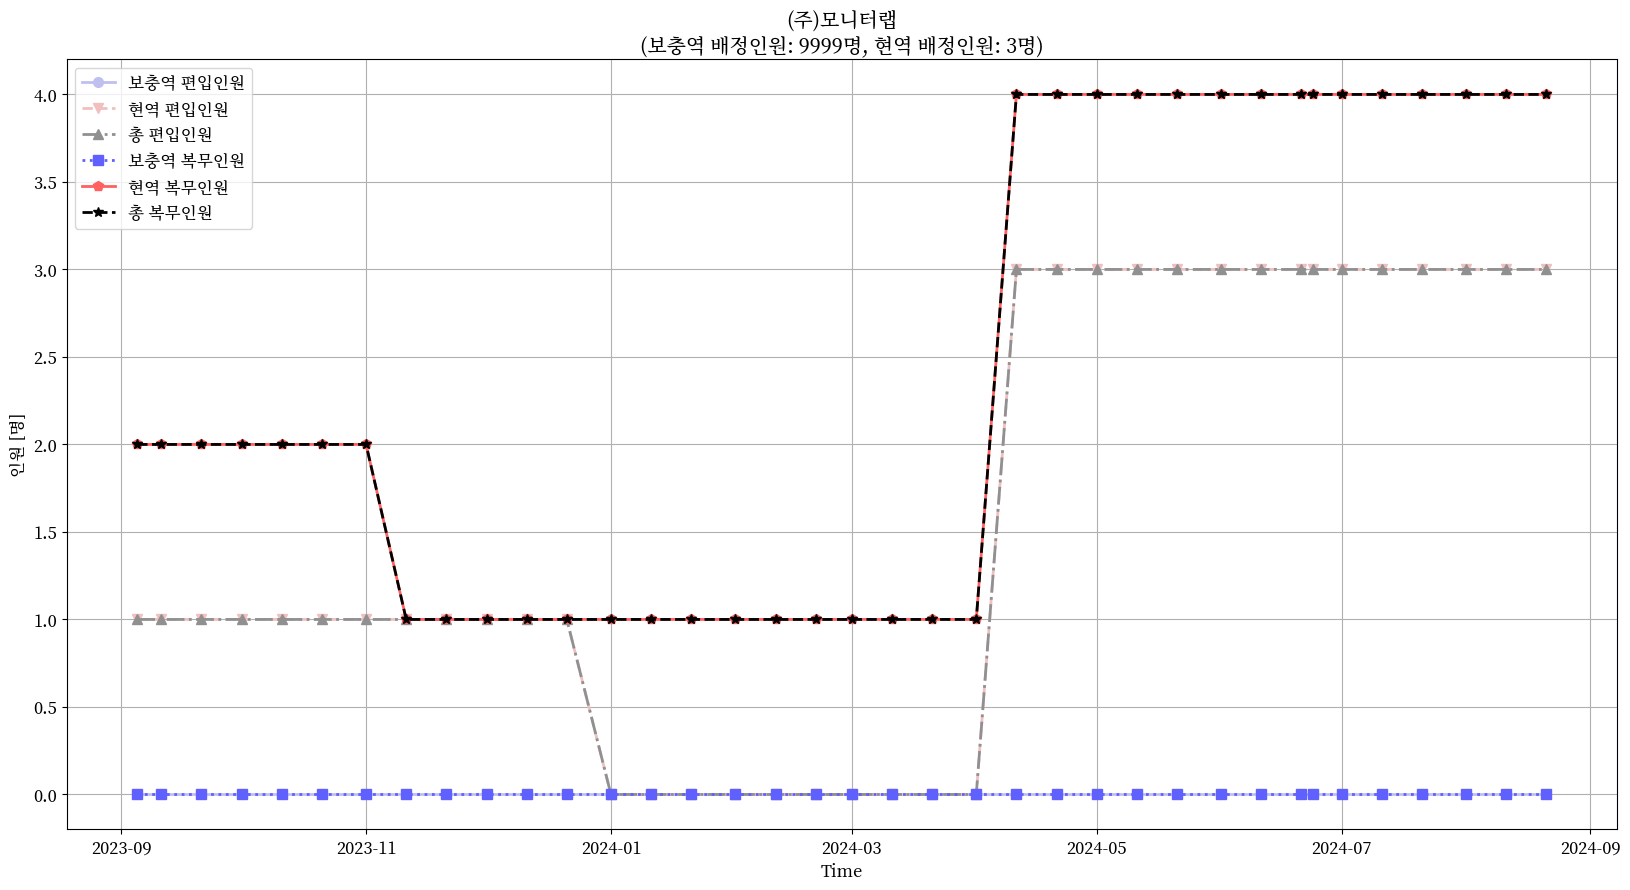 (주)모니터랩
(보충역 배정인원: 9999명, 현역 배정인원: 3명)
보충역 편입인원
현역 편입인원
총 편입인원
보충역 복무인원
현역 복무인원
총 복무인원
4.0
3.5
3.0
2.5
2.0
1.5
1.0
0.5
0.0
인원 [명]
2023-09
2023-11
2024-01
2024-03
2024-05
2024-07
2024-09
Time